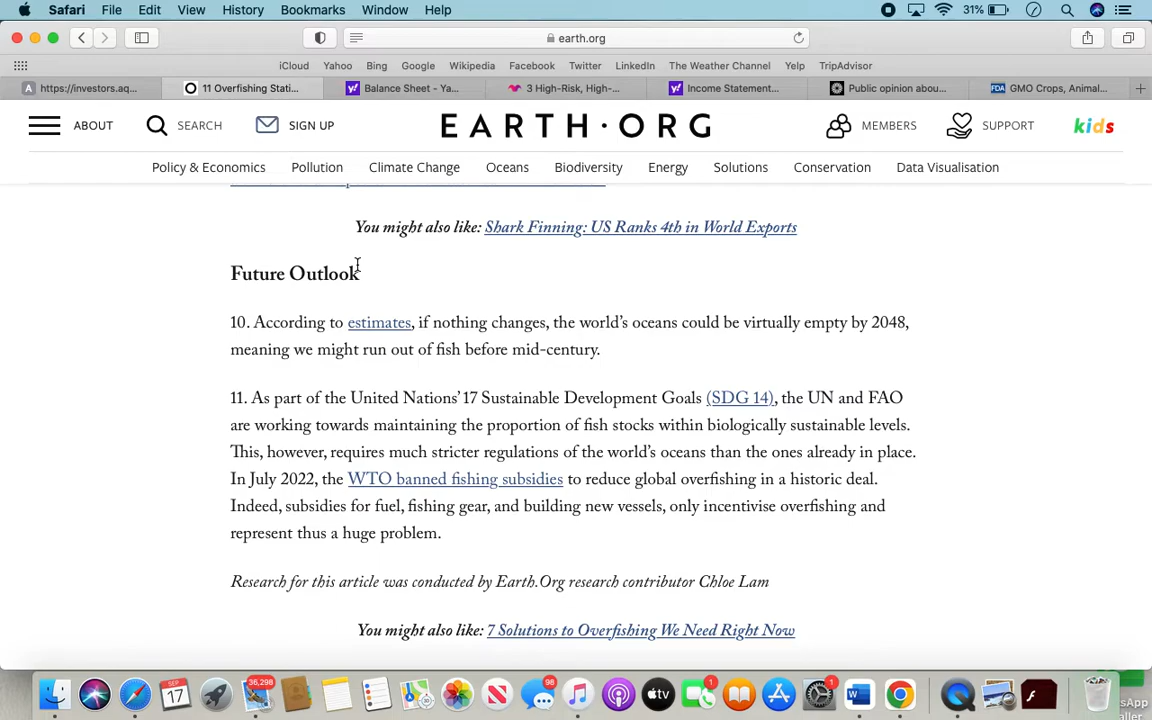 Safari File Edit View History Bookmarks Window Help 31%
earth.org
iCloud Yahoo Bing Google Wikipedia Facebook Twitter LinkedIn The Weather Channel Yelp TripAdvisor
https://investors.aq... 11 Overfishing Stati... Balance Sheet - Ya... 3 High-Risk, High-... Income Statement... Public opinion abou... FDA GMO Crops, Animal...
ABOUT SEARCH SIGN UP EARTH·ORG MEMBERS SUPPORT kids
Policy & Economics Pollution Climate Change Oceans Biodiversity Energy Solutions Conservation Data Visualisation
You might also like: Shark Finning: US Ranks 4th in World Exports
Future Outlook
10. According to estimates, if nothing changes, the world's oceans could be virtually empty by 2048,
meaning we might run out of fish before mid-century.
11. As part of the United Nations' 17 Sustainable Development Goals (SDG 14), the UN and FAO
are working towards maintaining the proportion of fish stocks within biologically sustainable levels.
This, however, requires much stricter regulations of the world's oceans than the ones already in place.
In July 2022, the WTO banned fishing subsidies to reduce global overfishing in a historic deal.
Indeed, subsidies for fuel, fishing gear, and building new vessels, only incentivise overfishing and
represent thus a huge problem.
Research for this article was conducted by Earth.Org research contributor Chloe Lam
You might also like: 7 Solutions to Overfishing We Need Right Now
SEP 17 36,298 98 tv 1 1
sApp
aller